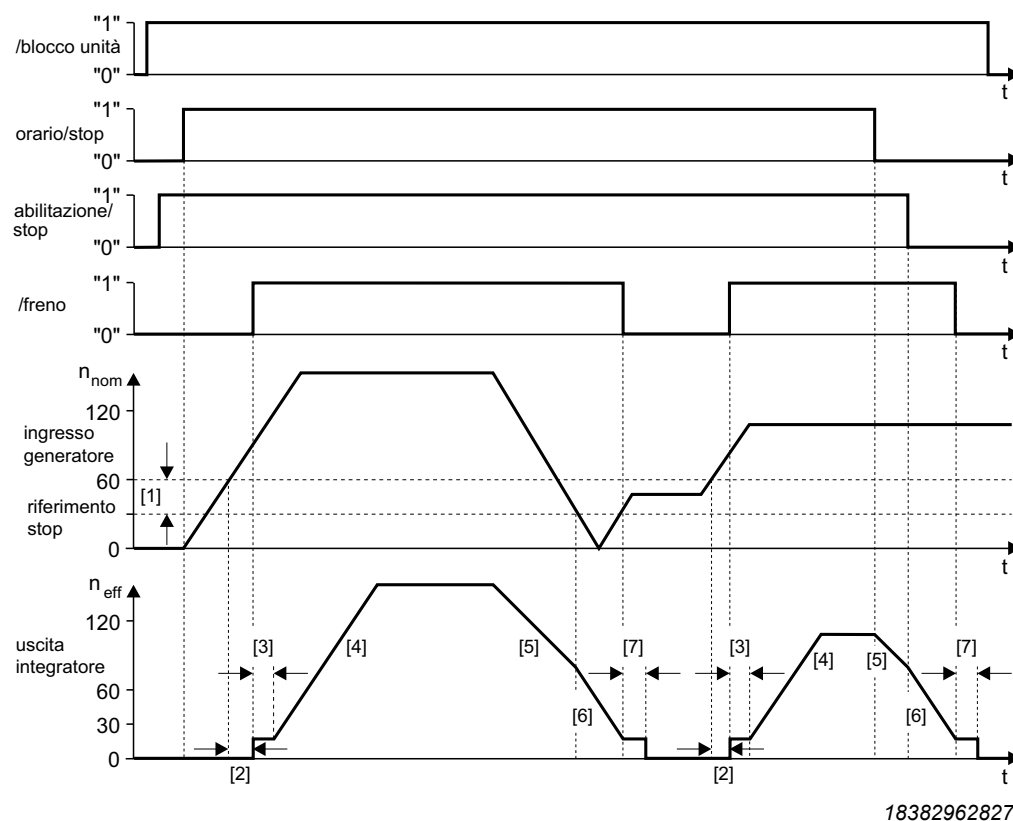 "1"
/blocco unità
"0"
t
"1"
orario/stop
"0"
t
"1"
abilitazione/
stop
"0"
t
"1"
/freno
"0"
t
n nom
120
ingresso
generatore
60
[1]
riferimento
stop
0
t
n eff
120
uscita
integratore
[3] [4] [5] [7] [3] [4] [5] [7]
60
[6] [6]
30
0
[2] [2]
t
18382962827